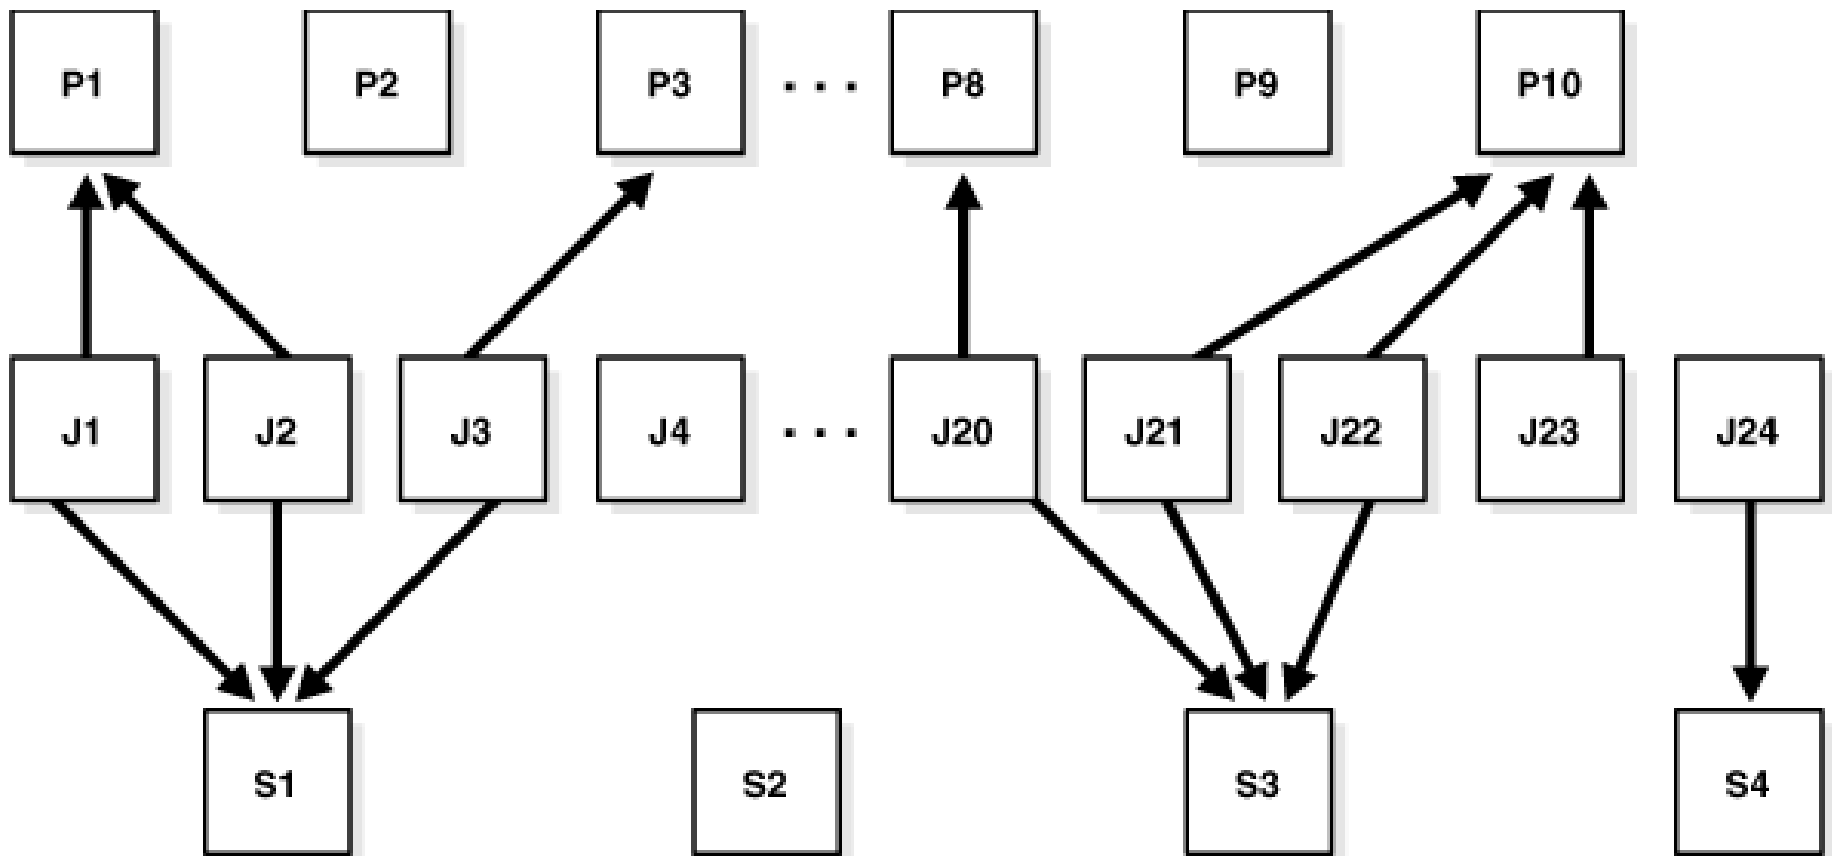 P1 P2 P3 . . . P8 P9 P10
J1 J2 J3 J4 . . . J20 J21 J22 J23 J24
S1 S2 S3 S4